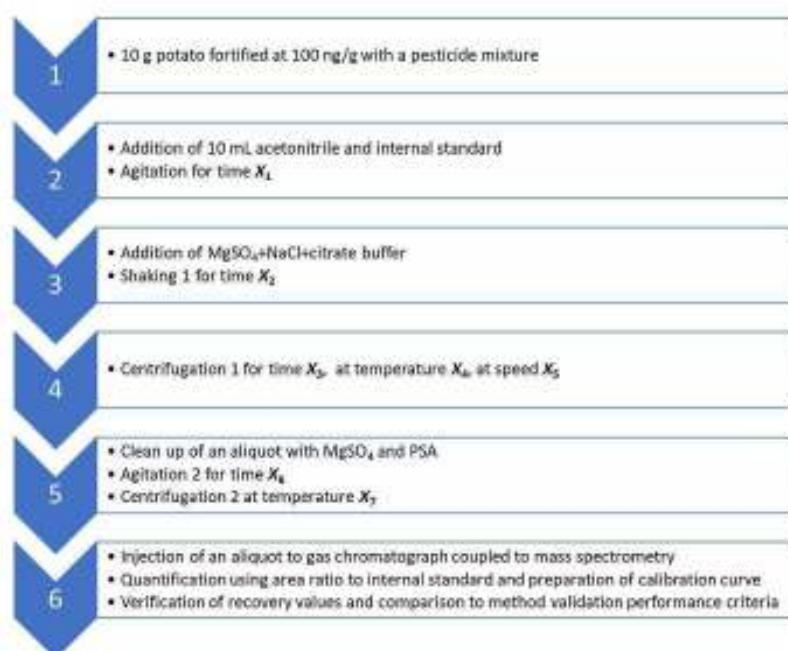 1
• 10 g potato fortified at 100 ng/g with a pesticide mixture
2
• Addition of 10 mL acetonitrile and internal standard
• Agitation for time X₁
3
• Addition of MgSO₄+NaCl+citrate buffer
• Shaking 1 for time X₂
4
• Centrifugation 1 for time X₃, at temperature X₄, at speed X₅
5
• Clean up of an aliquot with MgSO₄ and PSA
• Agitation 2 for time X₆
• Centrifugation 2 at temperature X₇
6
• Injection of an aliquot to gas chromatograph coupled to mass spectrometry
• Quantification using area ratio to internal standard and preparation of calibration curve
• Verification of recovery values and comparison to method validation performance criteria